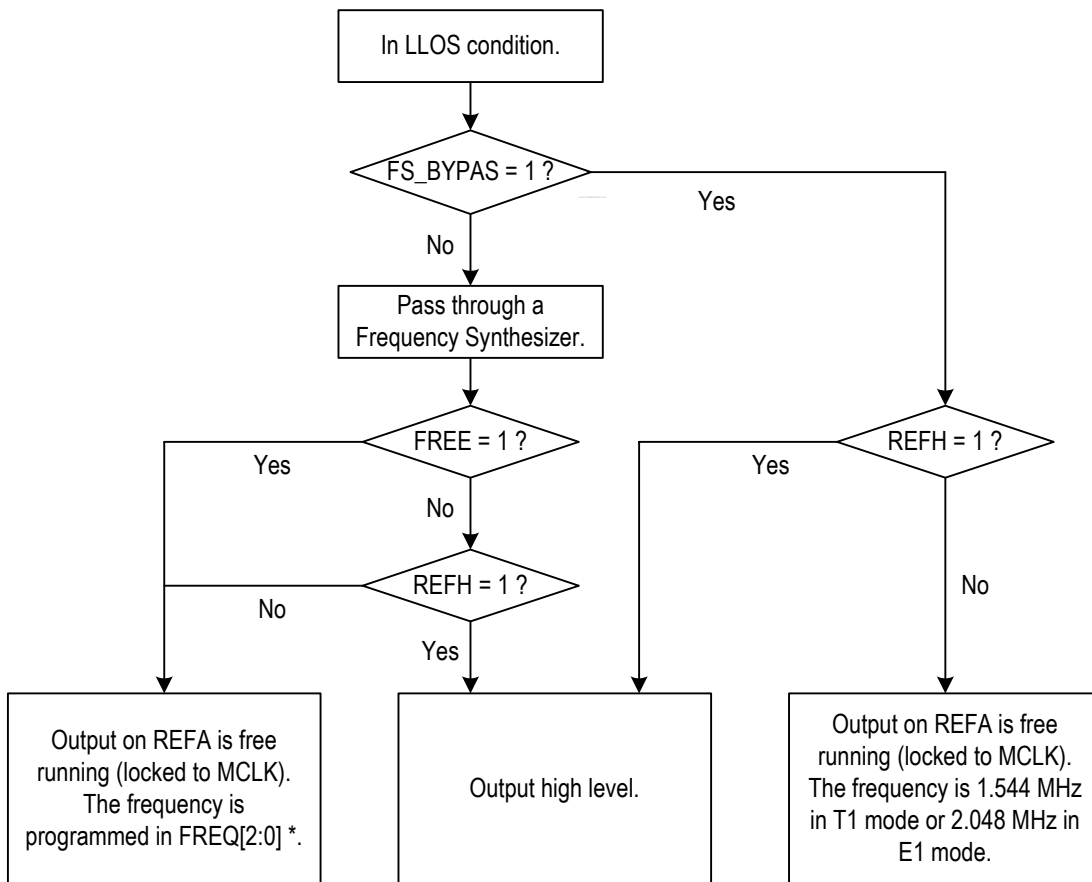 In LLOS condition.
FS_BYPAS = 1 ?
Yes
No
Pass through a
Frequency Synthesizer.
FREE = 1 ?
REFH = 1 ?
Yes
Yes
No
REFH = 1 ?
No
No
Yes
Output on REFA is free
running (locked to MCLK).
The frequency is
programmed in FREQ[2:0] *.
Output high level.
Output on REFA is free
running (locked to MCLK).
The frequency is 1.544 MHz
in T1 mode or 2.048 MHz in
E1 mode.